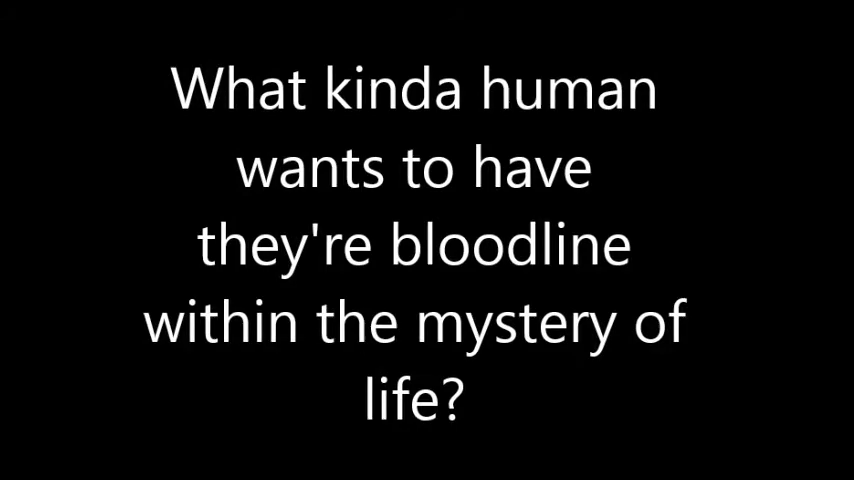 What kinda human
wants to have
they're bloodline
within the mystery of
life?